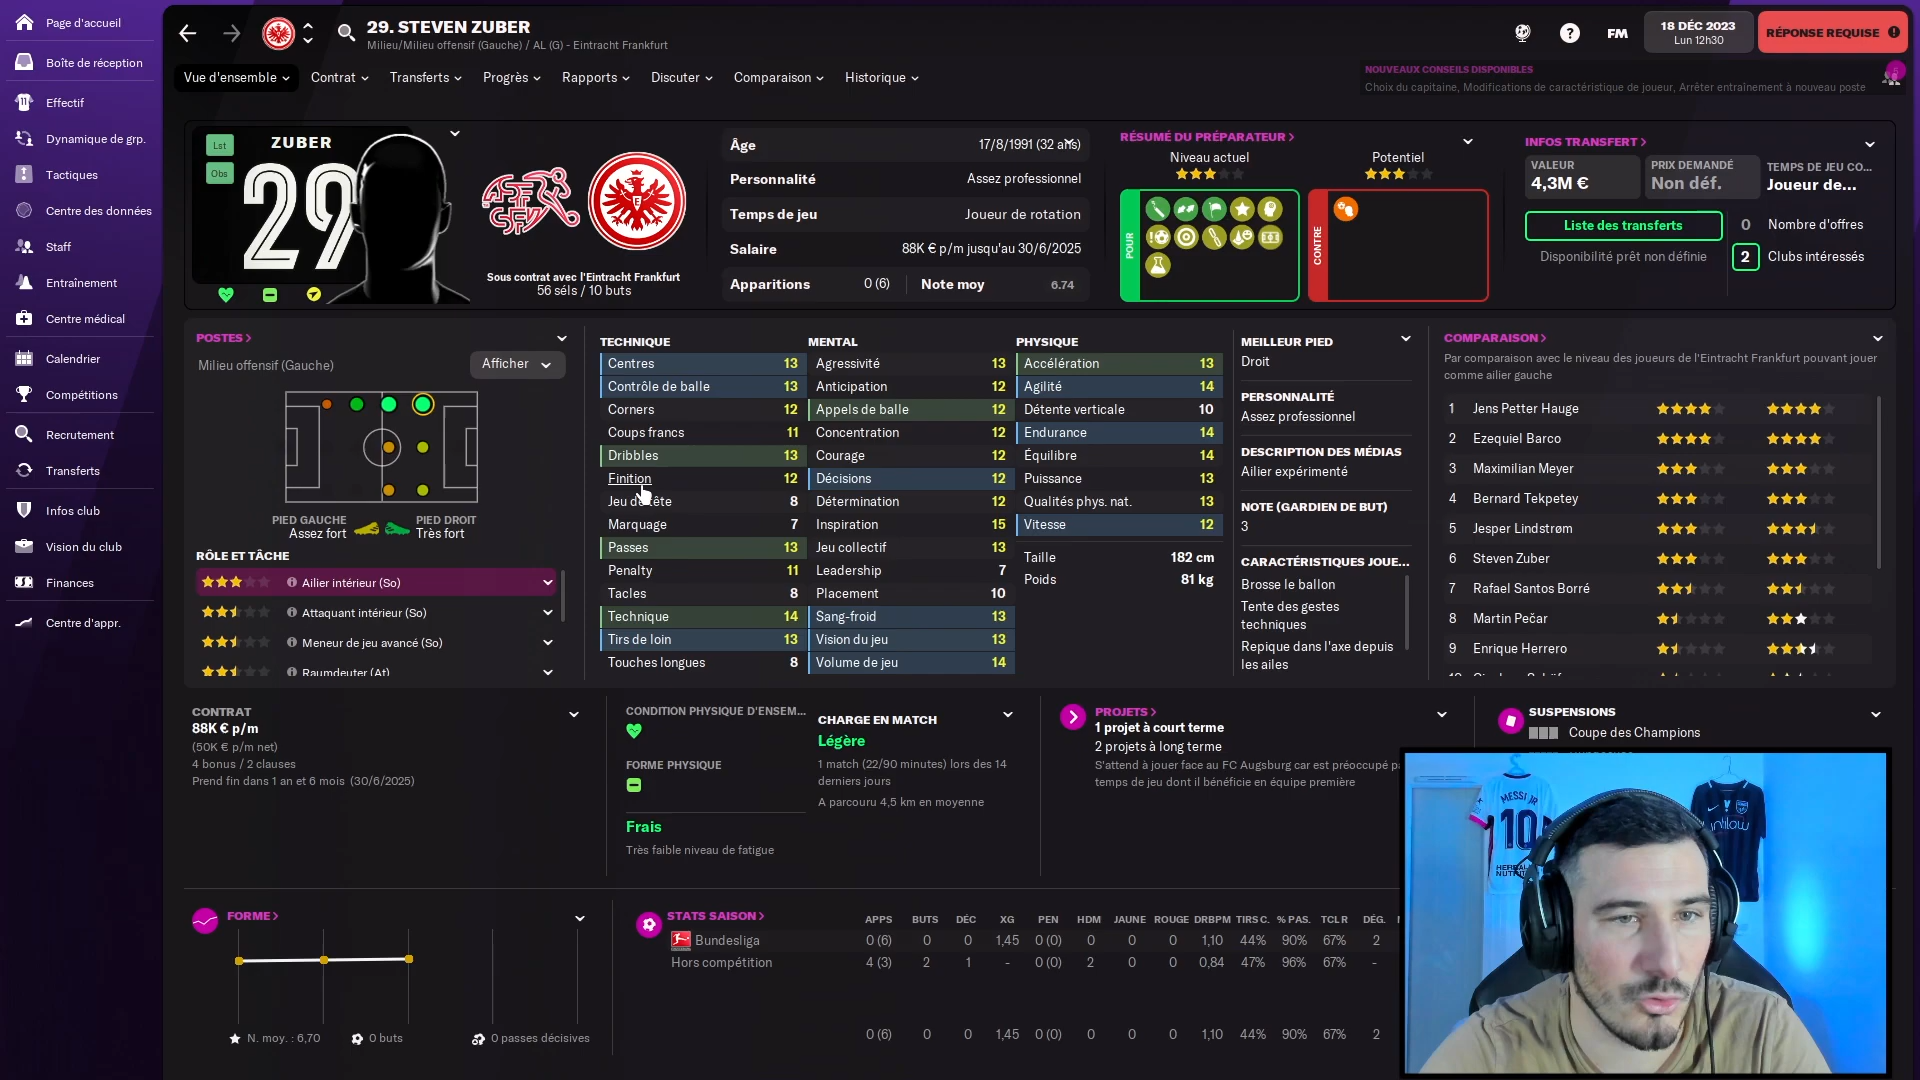 Page d'accueil
Boîte de réception
Effectif
Dynamique de grp.
Tactiques
Centre des données
Staff
Entraînement
Centre médical
Calendrier
Compétitions
Recrutement
Transferts
Infos club
Vision du club
Finances
Centre d'appr.
29. STEVEN ZUBER
Milieu/Milieu offensif (Gauche) / AL (G) - Eintracht Frankfurt
FM
18 DÉC 2023
Lun 12h30
RÉPONSE REQUISE
Vue d'ensemble
Contrat
Transferts
Progrès
Rapports
Discuter
Comparaison
Historique
NOUVEAUX CONSEILS DISPONIBLES
Choix du capitaine, Modifications de caractéristique de joueur, Arrêter entraînement à nouveau poste
Lst
Obs
ZUBER
29
Sous contrat avec l'Eintracht Frankfurt
56 séls / 10 buts
Âge 17/8/1991 (32 ans)
Personnalité Assez professionnel
Temps de jeu Joueur de rotation
Salaire 88K € p/m jusqu'au 30/6/2025
Apparitions 0 (6) Note moy 6.74
RÉSUMÉ DU PRÉPARATEUR >
Niveau actuel
Potentiel
POUR
CONTRE
INFOS TRANSFERT >
VALEUR
4,3M €
PRIX DEMANDÉ
Non déf.
TEMPS DE JEU CO...
Joueur de...
Liste des transferts
Disponibilité prêt non définie
0 Nombre d'offres
2 Clubs intéressés
POSTES >
Milieu offensif (Gauche)
Afficher
PIED GAUCHE
Assez fort
PIED DROIT
Très fort
RÔLE ET TÂCHE
Ailier intérieur (So)
Attaquant intérieur (So)
Meneur de jeu avancé (So)
Raumdeuter (At)
TECHNIQUE
Centres 13
Contrôle de balle 13
Corners 12
Coups francs 11
Dribbles 13
Finition 12
Jeu de tête 8
Marquage 7
Passes 13
Penalty 11
Tacles 8
Technique 14
Tirs de loin 13
Touches longues 8
MENTAL
Agressivité 13
Anticipation 12
Appels de balle 12
Concentration 12
Courage 12
Décisions 12
Détermination 12
Inspiration 15
Jeu collectif 13
Leadership 7
Placement 10
Sang-froid 13
Vision du jeu 13
Volume de jeu 14
PHYSIQUE
Accélération 13
Agilité 14
Détente verticale 10
Endurance 14
Équilibre 14
Puissance 13
Qualités phys. nat. 13
Vitesse 12
Taille 182 cm
Poids 81 kg
MEILLEUR PIED
Droit
PERSONNALITÉ
Assez professionnel
DESCRIPTION DES MÉDIAS
Ailier expérimenté
NOTE (GARDIEN DE BUT)
3
CARACTÉRISTIQUES JOUE...
Brosse le ballon
Tente des gestes
techniques
Repique dans l'axe depuis
les ailes
COMPARAISON >
Par comparaison avec le niveau des joueurs de l'Eintracht Frankfurt pouvant jouer
comme ailier gauche
1 Jens Petter Hauge
2 Ezequiel Barco
3 Maximilian Meyer
4 Bernard Tekpetey
5 Jesper Lindstrøm
6 Steven Zuber
7 Rafael Santos Borré
8 Martin Pečar
9 Enrique Herrero
CONTRAT
88K € p/m
(50K € p/m net)
4 bonus / 2 clauses
Prend fin dans 1 an et 6 mois (30/6/2025)
CONDITION PHYSIQUE D'ENSEM...
FORME PHYSIQUE
Frais
Très faible niveau de fatigue
CHARGE EN MATCH
Légère
1 match (22/90 minutes) lors des 14
derniers jours
A parcouru 4,5 km en moyenne
PROJETS >
1 projet à court terme
2 projets à long terme
S'attend à jouer face au FC Augsburg car est préoccupé
temps de jeu dont il bénéficie en équipe première
SUSPENSIONS
Coupe des Champions
MESSI JR
10
FORME >
N. moy. : 6,70
0 buts
0 passes décisives
STATS SAISON >
APPS BUTS DÉC XG PEN HDM JAUNE ROUGE DRBPM TIRS C. % PAS. TCL R DÉG.
Bundesliga 0 (6) 0 0 1,45 0 (0) 0 0 0 1,10 44% 90% 67% 2
Hors compétition 4 (3) 2 1 - 0 (0) 2 0 0 0,84 47% 96% 67% -
0 (6) 0 0 1,45 0 (0) 0 0 0 1,10 44% 90% 67% 2